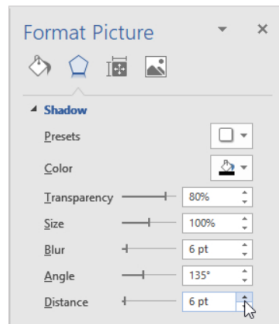 Format Picture
Shadow
Presets
Color
Transparency 80%
Size 100%
Blur 6 pt
Angle 135°
Distance 6 pt